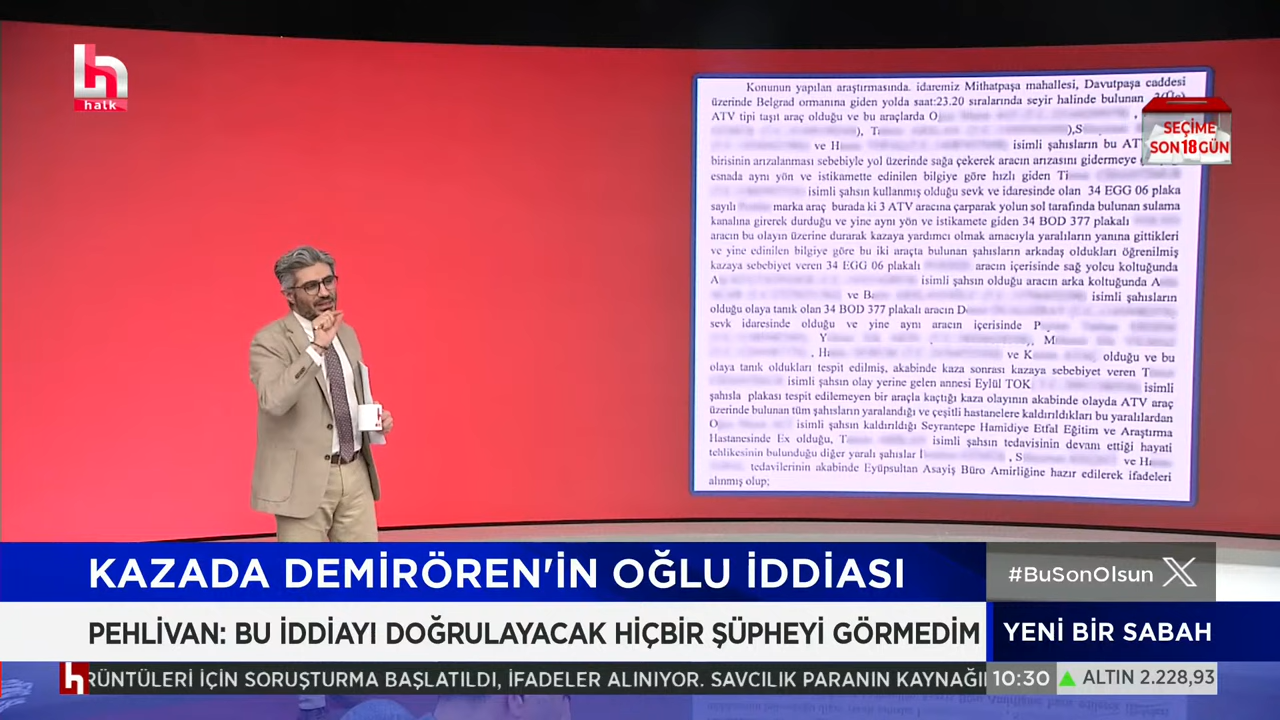 h
halk
Konunun yapılan araştırmasında. idaremiz Mithatpaşa mahallesi, Davutpaşa caddesi
üzerinde Belgrad ormanına giden yolda saat:23.20 sıralarında seyir halinde bulunan 3(Üç)
ATV tipi taşıt araç olduğu ve bu araçlarda O
), T ),S
ve H isimli şahısların bu AT
birisinin arızalanması sebebiyle yol üzerinde sağa çekerek aracın arızasını gidermeye
esnada aynı yön ve istikamette edinilen bilgiye göre hızlı giden Ti
isimli şahsın kullanmış olduğu sevk ve idaresinde olan 34 EGG 06 plaka
sayılı marka araç burada ki 3 ATV aracına çarparak yolun sol tarafında bulunan sulama
kanalına girerek durduğu ve yine aynı yön ve istikamete giden 34 BOD 377 plakalı
aracın bu olayın üzerine durarak kazaya yardımcı olmak amacıyla yaralıların yanına gittikleri
ve yine edinilen bilgiye göre bu iki araçta bulunan şahısların arkadaş oldukları öğrenilmiş
kazaya sebebiyet veren 34 EGG 06 plakalı aracın içerisinde sağ yolcu koltuğunda
A isimli şahsın olduğu aracın arka koltuğunda A
ve Ba isimli şahısların
olduğu olaya tanık olan 34 BOD 377 plakalı aracın D
sevk idaresinde olduğu ve yine aynı aracın içerisinde P
Y , M
, H ve K olduğu ve bu
olaya tanık oldukları tespit edilmiş, akabinde kaza sonrası kazaya sebebiyet veren T
isimli şahsın olay yerine gelen annesi Eylül TOK isimli
şahısla plakası tespit edilemeyen bir araçla kaçtığı kaza olayının akabinde olayda ATV araç
üzerinde bulunan tüm şahısların yaralandığı ve çeşitli hastanelere kaldırıldıkları bu yaralılardan
O isimli şahsın kaldırıldığı Seyrantepe Hamidiye Etfal Eğitim ve Araştırma
Hastanesinde Ex olduğu, T isimli şahsın tedavisinin devam ettiği hayati
tehlikesinin bulunduğu diğer yaralı şahıslar İ , S ve H
tedavilerinin akabinde Eyüpsultan Asayiş Büro Amirliğine hazır edilerek ifadeleri
alınmış olup;
SEÇİME
SON 18 GÜN
KAZADA DEMİRÖREN'İN OĞLU İDDİASI
#BuSonOlsun X
PEHLİVAN: BU İDDİAYI DOĞRULAYACAK HİÇBİR ŞÜPHEYİ GÖRMEDİM
YENİ BİR SABAH
h RÜNTÜLERİ İÇİN SORUŞTURMA BAŞLATILDI, İFADELER ALINIYOR. SAVCILIK PARANIN KAYNAĞI
10:30 ALTIN 2.228,93